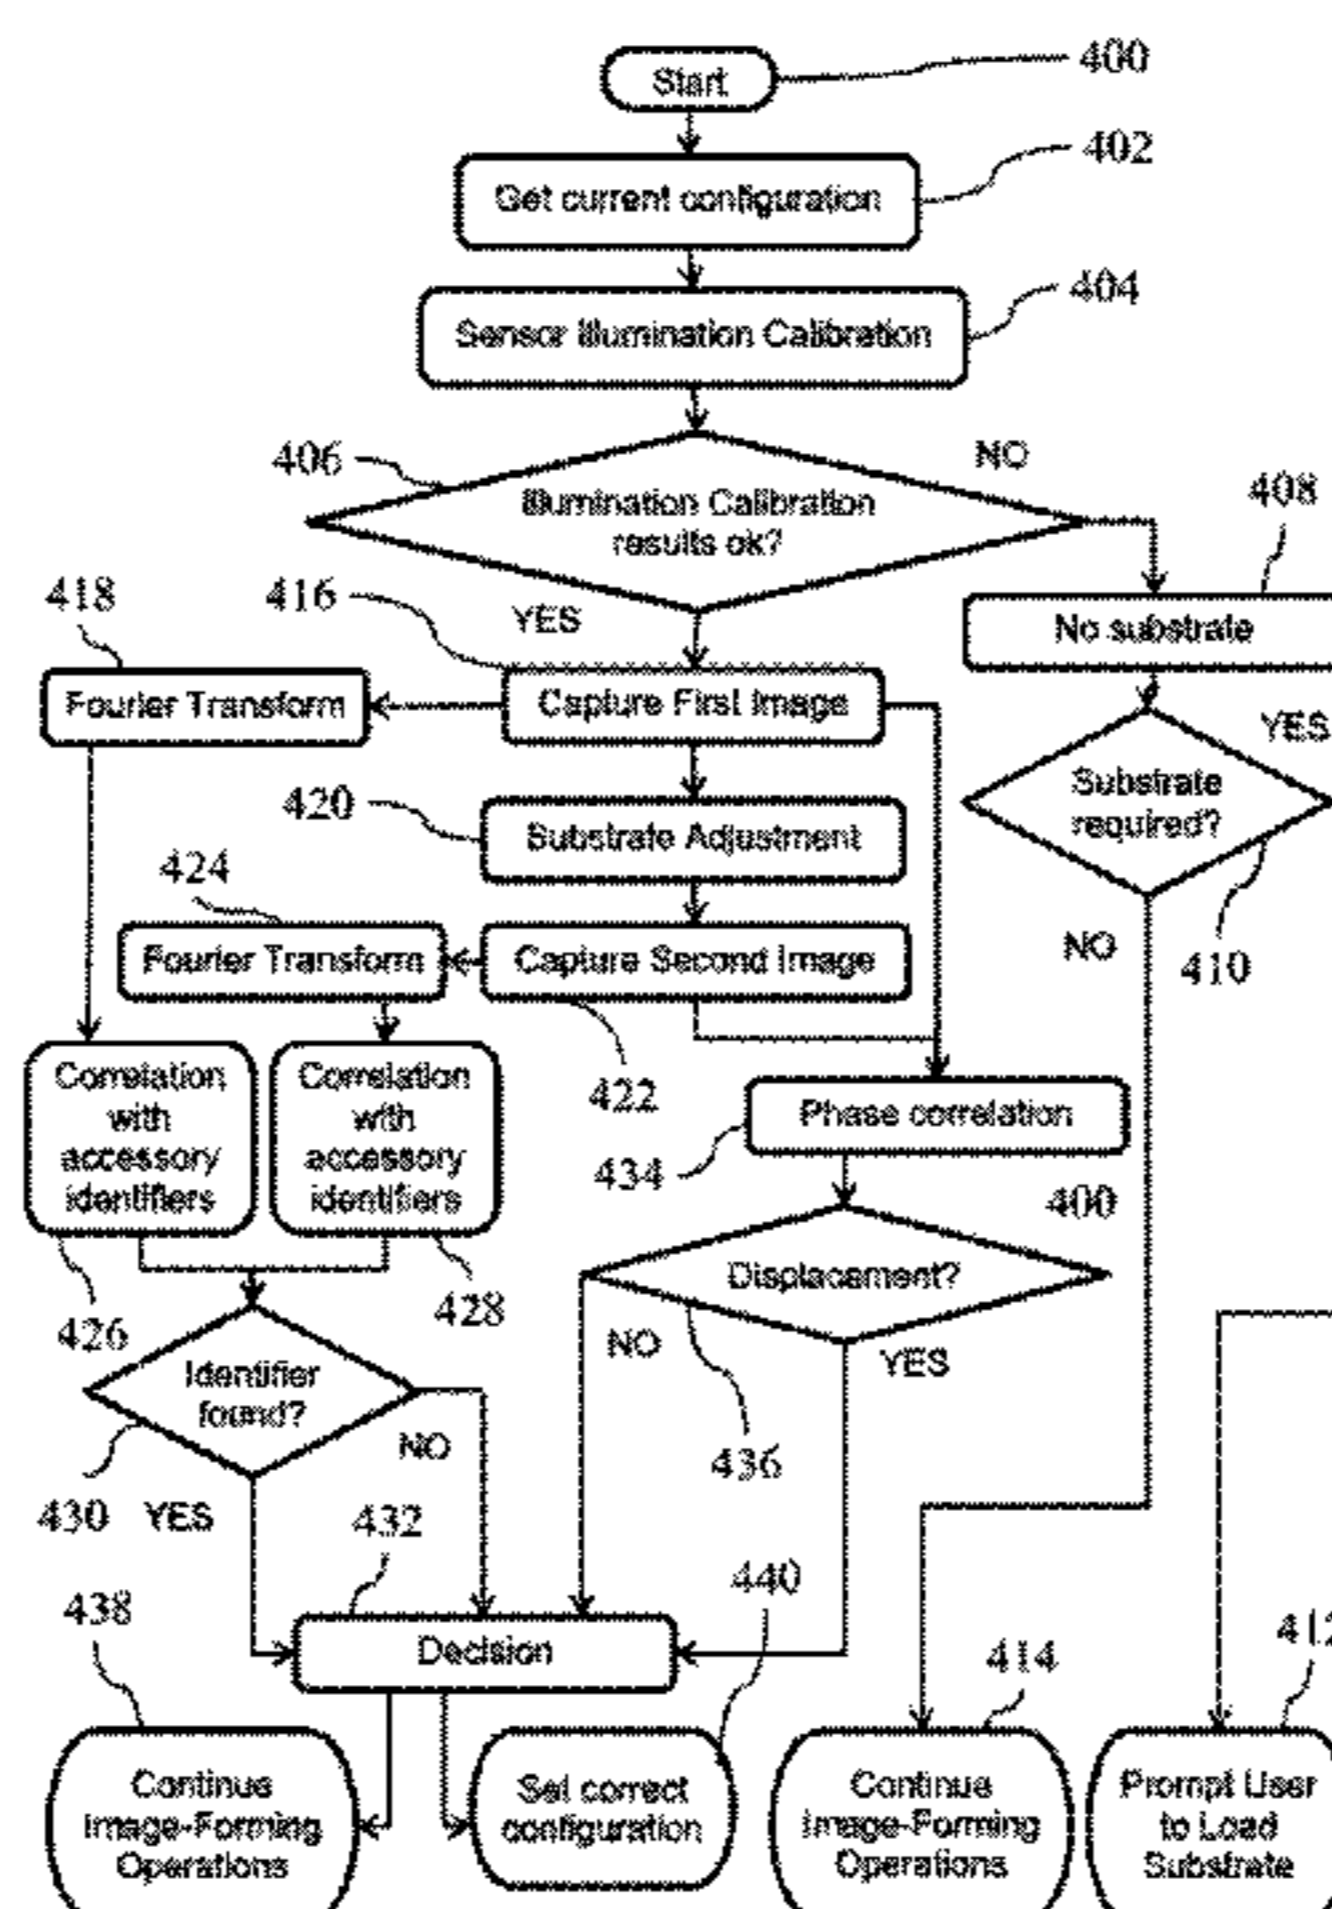 Start
400
Get current configuration
402
Sensor Illumination Calibration
404
406
Illumination Calibration
results ok?
NO
YES
408
No substrate
418
416
Fourier Transform
Capture First Image
YES
Substrate
required?
420
Substrate Adjustment
424
NO
410
Fourier Transform
Capture Second Image
422
Correlation
with
accessory
identifiers
Correlation
with
accessory
identifiers
Phase correlation
434
400
Displacement?
426
428
NO
YES
436
Identifier
found?
NO
430
YES
432
Decision
440
438
414
412
Continue
Image-Forming
Operations
Set correct
configuration
Continue
Image-Forming
Operations
Prompt User
to Load
Substrate